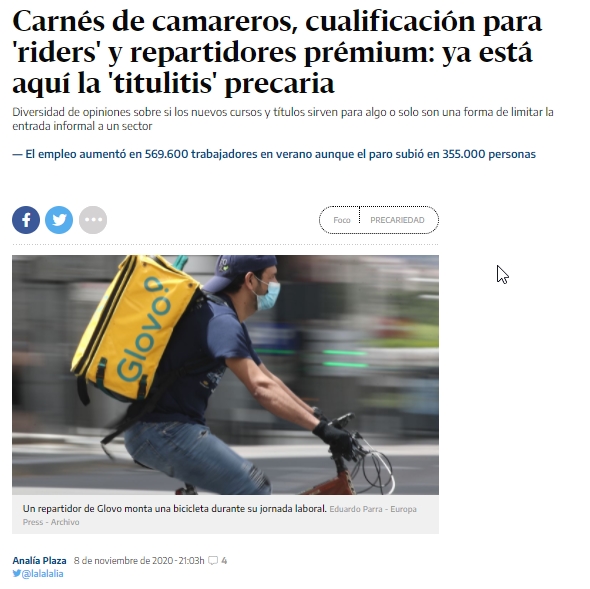 Carnés de camareros, cualificación para
'riders' y repartidores prémium: ya está
aquí la 'titulitis' precaria
Diversidad de opiniones sobre si los nuevos cursos y títulos sirven para algo o solo son una forma de limitar la
entrada informal a un sector
— El empleo aumentó en 569.600 trabajadores en verano aunque el paro subió en 355.000 personas
Foco PRECARIEDAD
Glovo
Un repartidor de Glovo monta una bicicleta durante su jornada laboral. Eduardo Parra - Europa
Press - Archivo
Analía Plaza 8 de noviembre de 2020 - 21:03h 4
@lalalalia